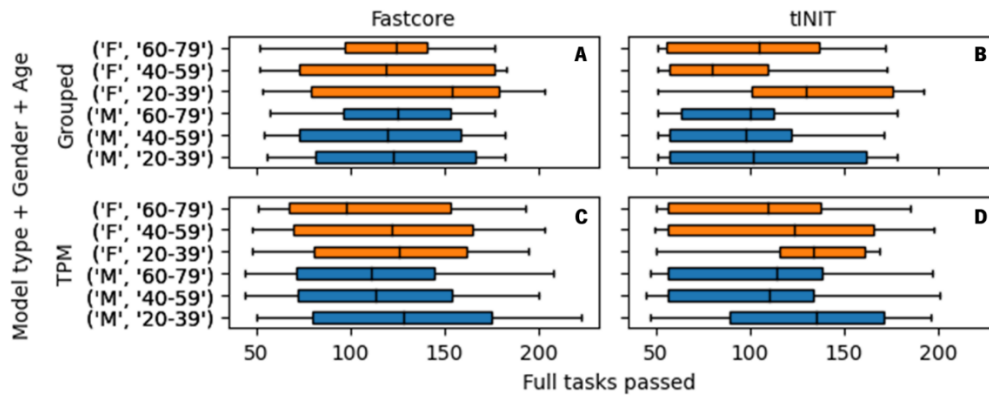 Fastcore
tINIT
Model type + Gender + Age
Grouped
('F', '60-79')
('F', '40-59')
('F', '20-39')
('M', '60-79')
('M', '40-59')
('M', '20-39')
A
B
TPM
('F', '60-79')
('F', '40-59')
('F', '20-39')
('M', '60-79')
('M', '40-59')
('M', '20-39')
C
D
50 100 150 200
50 100 150 200
Full tasks passed